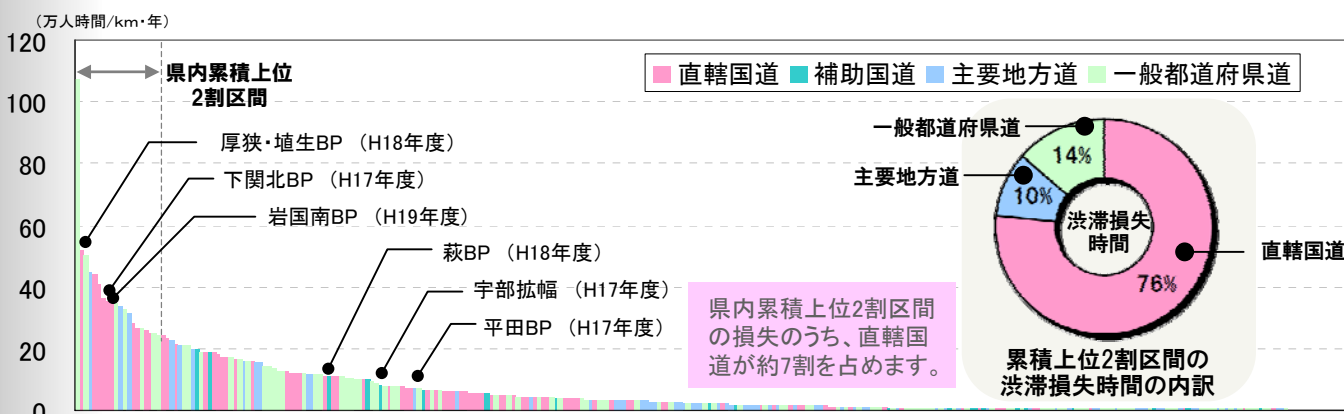 （万人時間/km・年）
120
100
80
60
40
20
0
県内累積上位
2割区間
厚狭・埴生BP （H18年度）
下関北BP （H17年度）
岩国南BP （H19年度）
萩BP （H18年度）
宇部拡幅 （H17年度）
平田BP （H17年度）
直轄国道 補助国道 主要地方道 一般都道府県道
県内累積上位2割区間
の損失のうち、直轄国
道が約7割を占めます。
一般都道府県道
14%
主要地方道
10%
渋滞損失
時間
直轄国道
76%
累積上位2割区間の
渋滞損失時間の内訳